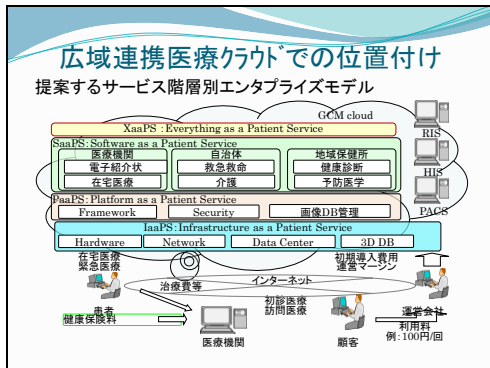 広域連携医療クラウドでの位置付け
提案するサービス階層別エンタプライズモデル
GCM cloud
XaaPS：Everything as a Patient Service
RIS
SaaPS：Software as a Patient Service
医療機関 自治体 地域保健所
電子紹介状 救急救命 健康診断
HIS
在宅医療 介護 予防医学
PaaPS：Platform as a Patient Service
Framework Security 画像DB管理
PACS
IaaPS：Infrastructure as a Patient Service
Hardware Network Data Center 3D DB
在宅医療
緊急医療
初期導入費用
運営マージン
治療費等
インターネット
初診医療
訪問医療
患者
運営会社
健康保険料
利用料
例：100円/回
医療機関
顧客